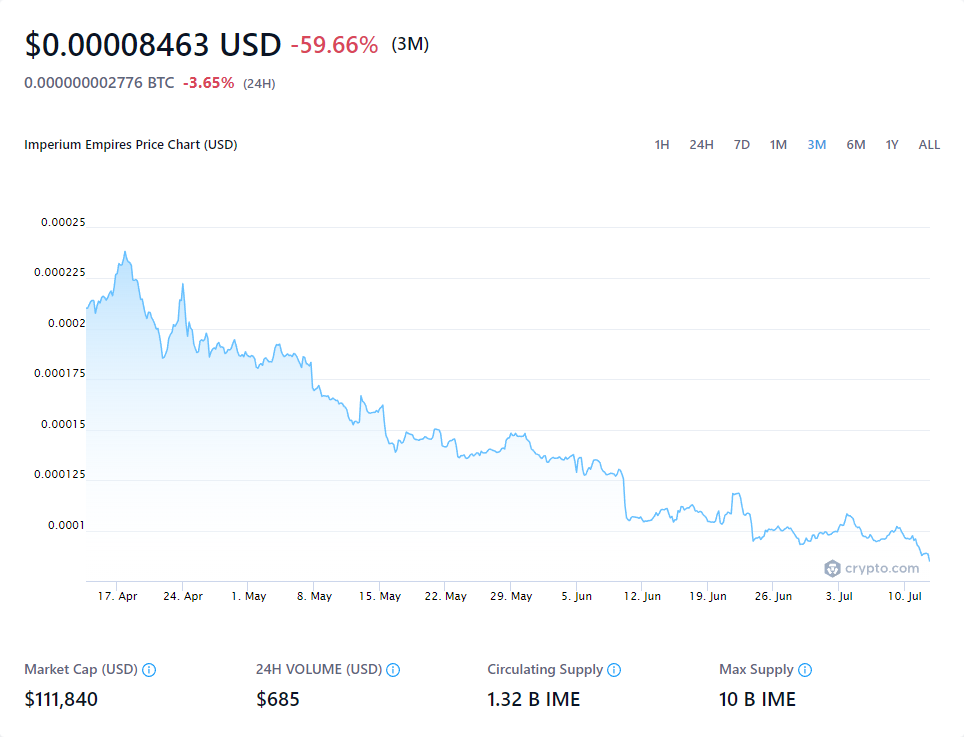 $0.00008463 USD -59.66% (3M)
0.000000002776 BTC -3.65% (24H)
Imperium Empires Price Chart (USD) 1H 24H 7D 1M 3M 6M 1Y ALL
0.00025
0.000225
0.0002
0.000175
0.00015
0.000125
0.0001
crypto.com
17. Apr 24. Apr 1. May 8. May 15. May 22. May 29. May 5. Jun 12. Jun 19. Jun 26. Jun 3. Jul 10. Jul
Market Cap (USD) 24H VOLUME (USD) Circulating Supply Max Supply
$111,840 $685 1.32 B IME 10 B IME